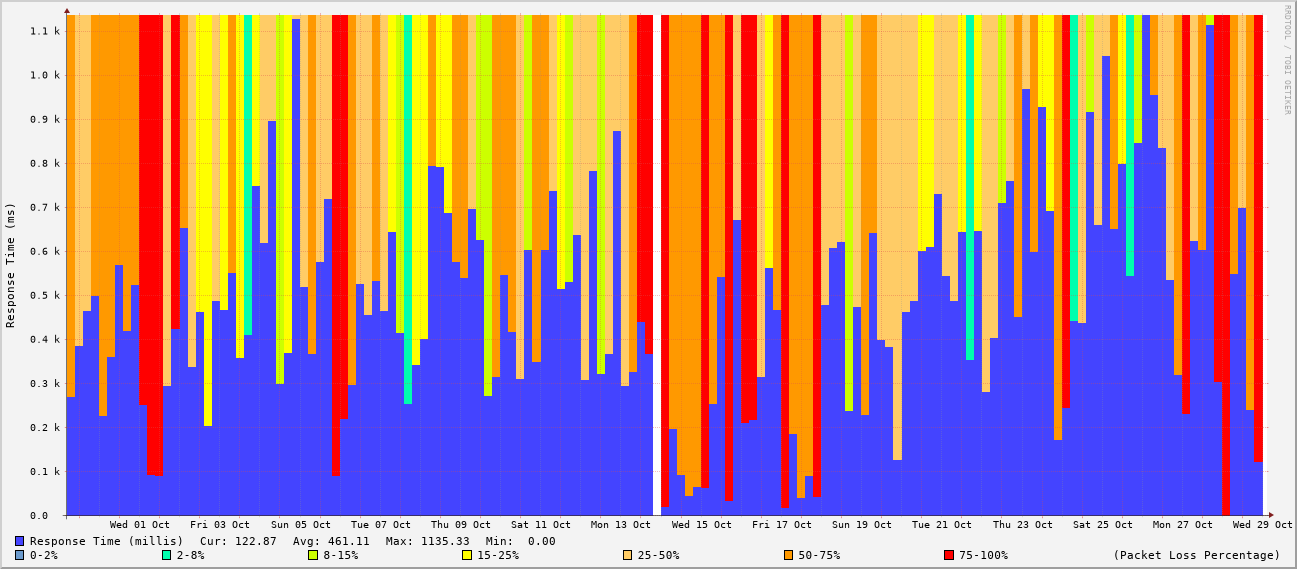 RRDTOOL / TOBI OETIKER
Response Time (ms)
1.1 k
1.0 k
0.9 k
0.8 k
0.7 k
0.6 k
0.5 k
0.4 k
0.3 k
0.2 k
0.1 k
0.0
Wed 01 Oct Fri 03 Oct Sun 05 Oct Tue 07 Oct Thu 09 Oct Sat 11 Oct Mon 13 Oct Wed 15 Oct Fri 17 Oct Sun 19 Oct Tue 21 Oct Thu 23 Oct Sat 25 Oct Mon 27 Oct Wed 29 Oct
Response Time (millis) Cur: 122.87 Avg: 461.11 Max: 1135.33 Min: 0.00
0-2% 2-8% 8-15% 15-25% 25-50% 50-75% 75-100% (Packet Loss Percentage)